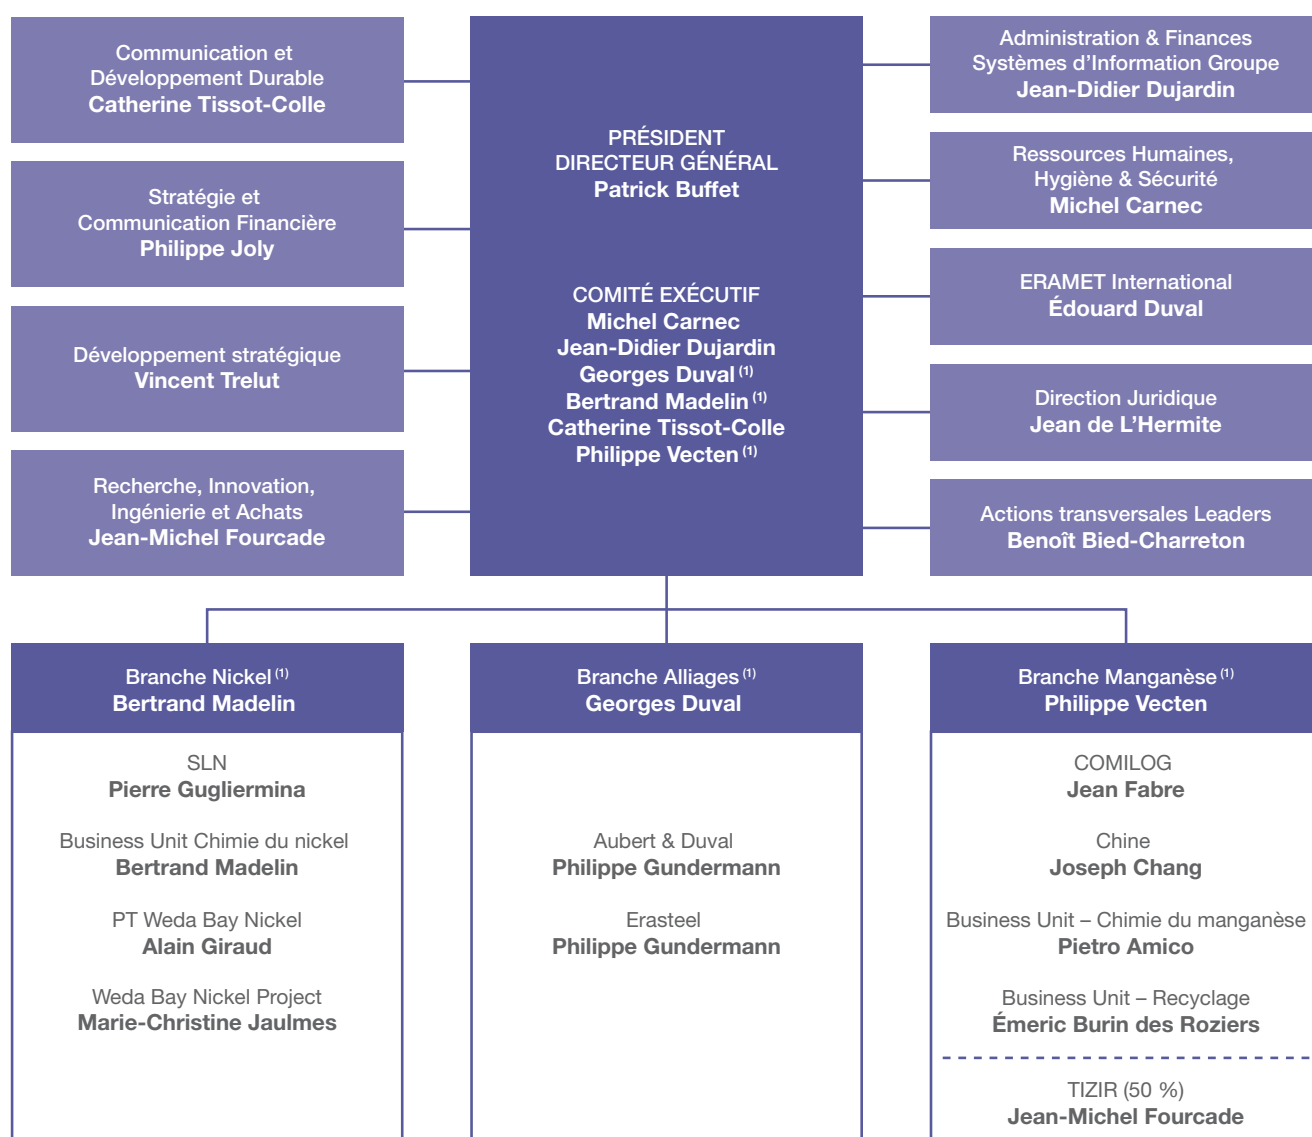 Communication et
Développement Durable
Catherine Tissot-Colle
Stratégie et
Communication Financière
Philippe Joly
Développement stratégique
Vincent Trelut
Recherche, Innovation,
Ingénierie et Achats
Jean-Michel Fourcade
PRÉSIDENT
DIRECTEUR GÉNÉRAL
Patrick Buffet
COMITÉ EXÉCUTIF
Michel Carnec
Jean-Didier Dujardin
Georges Duval (1)
Bertrand Madelin (1)
Catherine Tissot-Colle
Philippe Vecten (1)
Administration & Finances
Systèmes d’Information Groupe
Jean-Didier Dujardin
Ressources Humaines,
Hygiène & Sécurité
Michel Carnec
ERAMET International
Édouard Duval
Direction Juridique
Jean de L’Hermite
Actions transversales Leaders
Benoît Bied-Charreton
Branche Nickel (1)
Bertrand Madelin
SLN
Pierre Gugliermina
Business Unit Chimie du nickel
Bertrand Madelin
PT Weda Bay Nickel
Alain Giraud
Weda Bay Nickel Project
Marie-Christine Jaulmes
Branche Alliages (1)
Georges Duval
Aubert & Duval
Philippe Gundermann
Erasteel
Philippe Gundermann
Branche Manganèse (1)
Philippe Vecten
COMILOG
Jean Fabre
Chine
Joseph Chang
Business Unit – Chimie du manganèse
Pietro Amico
Business Unit – Recyclage
Émeric Burin des Roziers
TIZIR (50 %)
Jean-Michel Fourcade